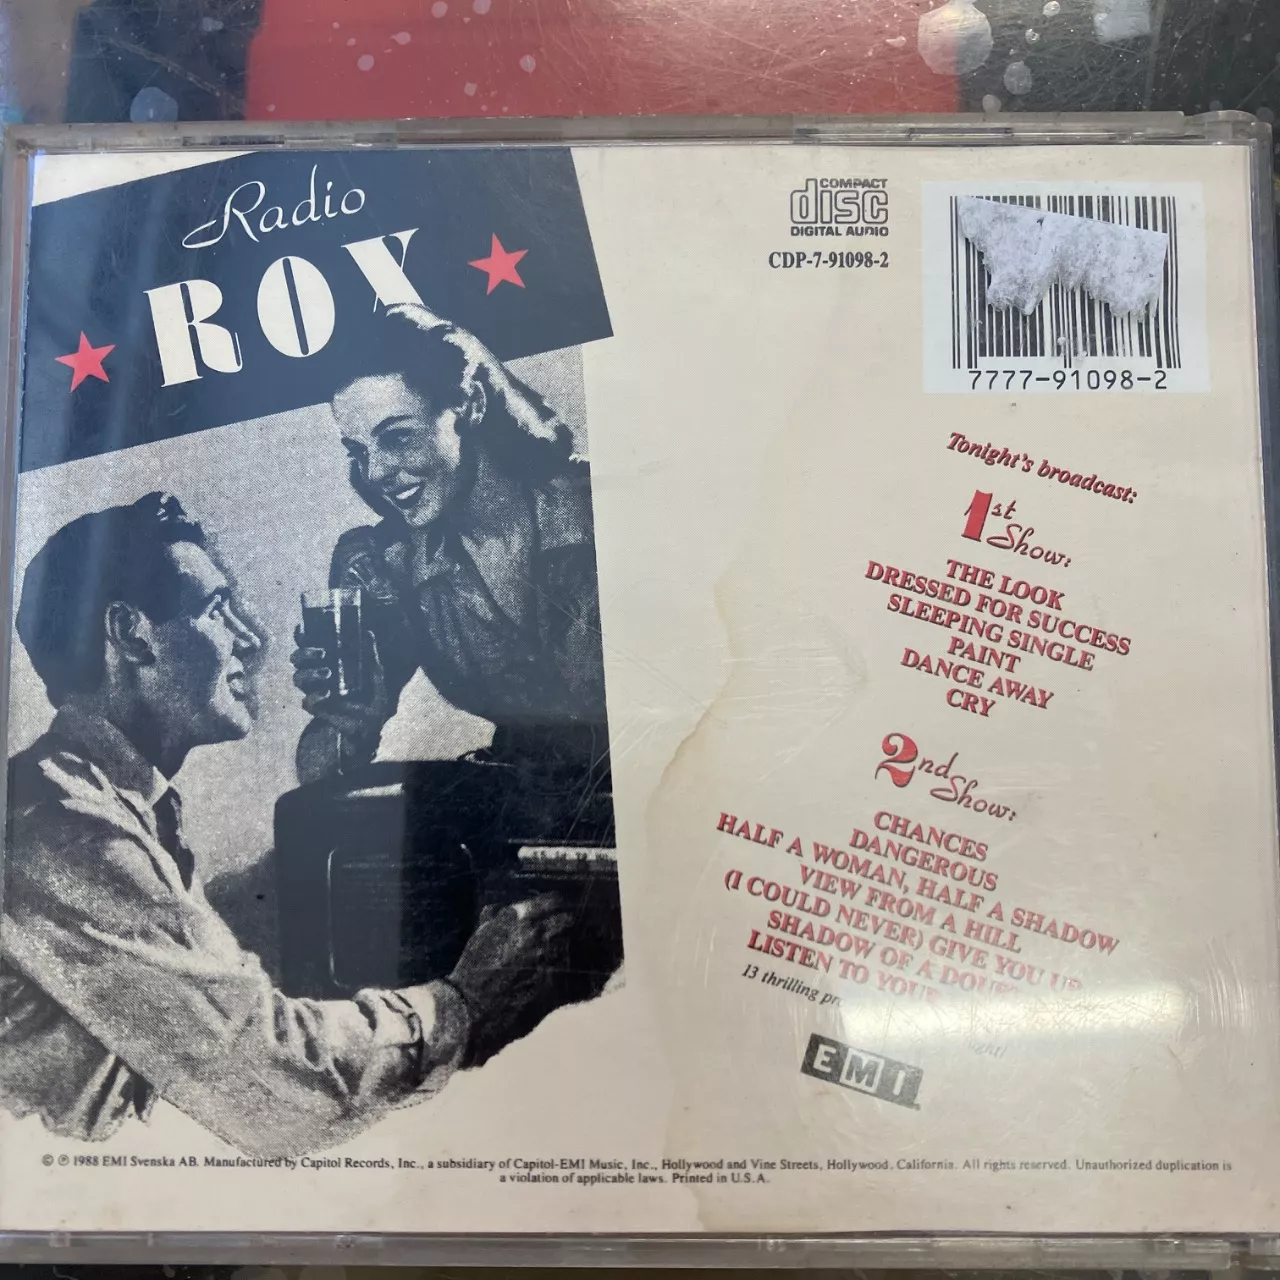 Radio
ROX
COMPACT
disc
DIGITAL AUDIO
CDP-7-91098-2
7777-91098-2
Tonight's broadcast:
1st
Show:
THE LOOK
DRESSED FOR SUCCESS
SLEEPING SINGLE
PAINT
DANCE AWAY
CRY
2nd
Show:
CHANCES
DANGEROUS
HALF A WOMAN, HALF A SHADOW
VIEW FROM A HILL
(I COULD NEVER) GIVE YOU UP
SHADOW OF A DOUBT
LISTEN TO YOUR
13 thrilling
EMI
© ℗ 1988 EMI Svenska AB. Manufactured by Capitol Records, Inc., a subsidiary of Capitol-EMI Music, Inc., Hollywood and Vine Streets, Hollywood, California. All rights reserved. Unauthorized duplication is
a violation of applicable laws. Printed in U.S.A.